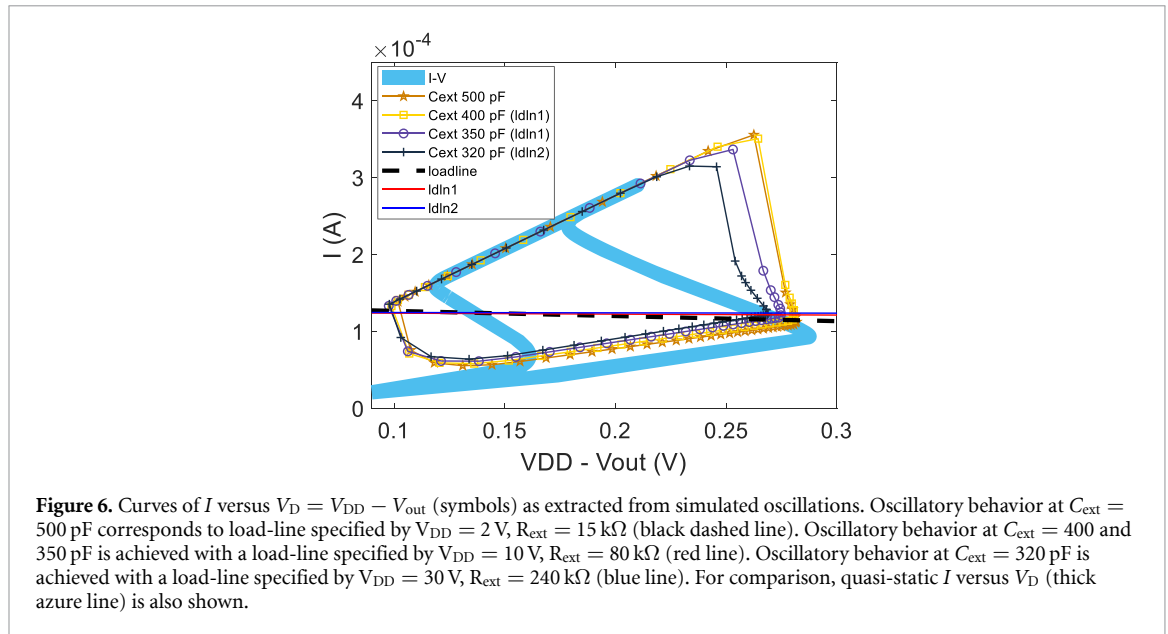 ×10⁻⁴
I-V
Cext 500 pF
Cext 400 pF (ldln1)
Cext 350 pF (ldln1)
Cext 320 pF (ldln2)
loadline
ldln1
ldln2
4
3
2
1
0
I (A)
0.1 0.15 0.2 0.25 0.3
VDD - Vout (V)
Figure 6. Curves of I versus V_D = V_DD − V_out (symbols) as extracted from simulated oscillations. Oscillatory behavior at C_ext =
500 pF corresponds to load-line specified by V_DD = 2 V, R_ext = 15 kΩ (black dashed line). Oscillatory behavior at C_ext = 400 and
350 pF is achieved with a load-line specified by V_DD = 10 V, R_ext = 80 kΩ (red line). Oscillatory behavior at C_ext = 320 pF is
achieved with a load-line specified by V_DD = 30 V, R_ext = 240 kΩ (blue line). For comparison, quasi-static I versus V_D (thick
azure line) is also shown.